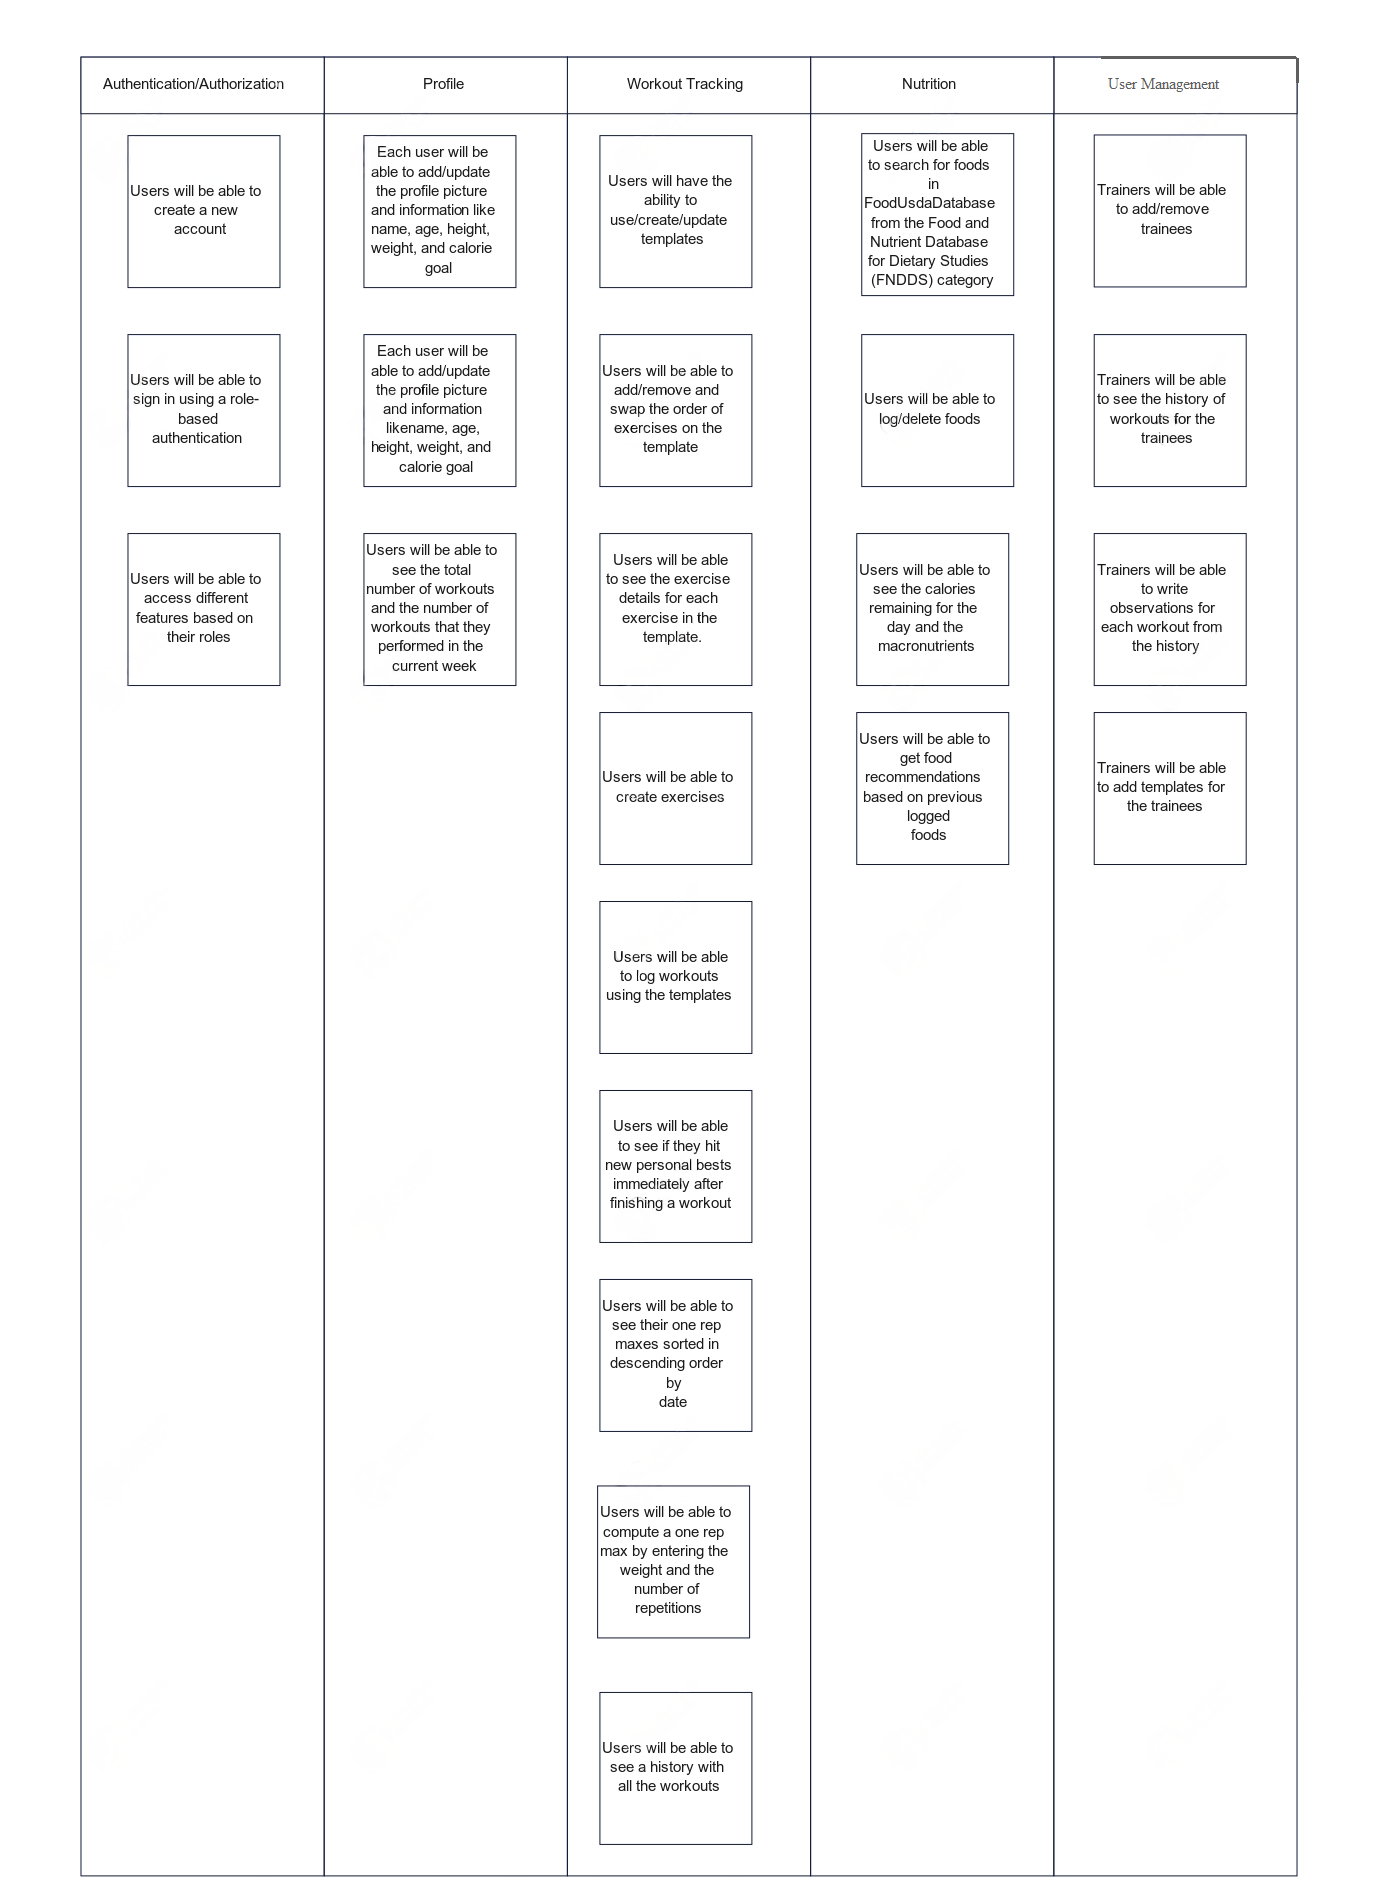 Authentication/Authorization
Profile
Workout Tracking
Nutrition
User Management
Users will be able to
create a new
account
Users will be able to
sign in using a role-
based
authentication
Users will be able to
access different
features based on
their roles
Each user will be
able to add/update
the profile picture
and information like
name, age, height,
weight, and calorie
goal
Each user will be
able to add/update
the profile picture
and information
likename, age,
height, weight, and
calorie goal
Users will be able to
see the total
number of workouts
and the number of
workouts that they
performed in the
current week
Users will have the
ability to
use/create/update
templates
Users will be able to
add/remove and
swap the order of
exercises on the
template
Users will be able
to see the exercise
details for each
exercise in the
template.
Users will be able to
create exercises
Users will be able
to log workouts
using the templates
Users will be able
to see if they hit
new personal bests
immediately after
finishing a workout
Users will be able to
see their one rep
maxes sorted in
descending order
by
date
Users will be able to
compute a one rep
max by entering the
weight and the
number of
repetitions
Users will be able to
see a history with
all the workouts
Users will be able
to search for foods
in
FoodUsdaDatabase
from the Food and
Nutrient Database
for Dietary Studies
(FNDDS) category
Users will be able to
log/delete foods
Users will be able to
see the calories
remaining for the
day and the
macronutrients
Users will be able to
get food
recommendations
based on previous
logged
foods
Trainers will be able
to add/remove
trainees
Trainers will be able
to see the history of
workouts for the
trainees
Trainers will be able
to write
observations for
each workout from
the history
Trainers will be able
to add templates for
the trainees